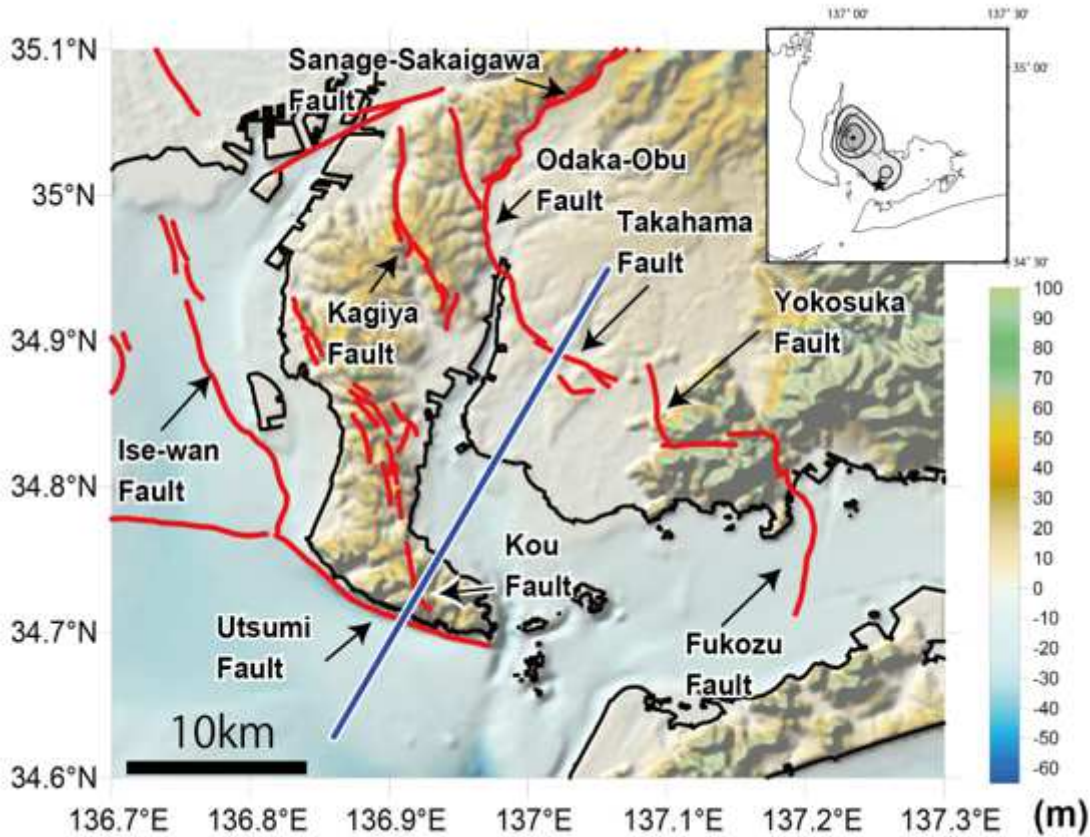 137° 00'
137° 30'
35° 00'
34° 30'
35.1°N
35°N
34.9°N
34.8°N
34.7°N
34.6°N
Sanage-Sakaigawa
Fault
Odaka-Obu
Fault
Takahama
Fault
Kagiya
Fault
Yokosuka
Fault
Ise-wan
Fault
Kou
Fault
Utsumi
Fault
Fukozu
Fault
10km
100
90
80
70
60
50
40
30
20
10
0
-10
-20
-30
-40
-50
-60
(m)
136.7°E
136.8°E
136.9°E
137°E
137.1°E
137.2°E
137.3°E